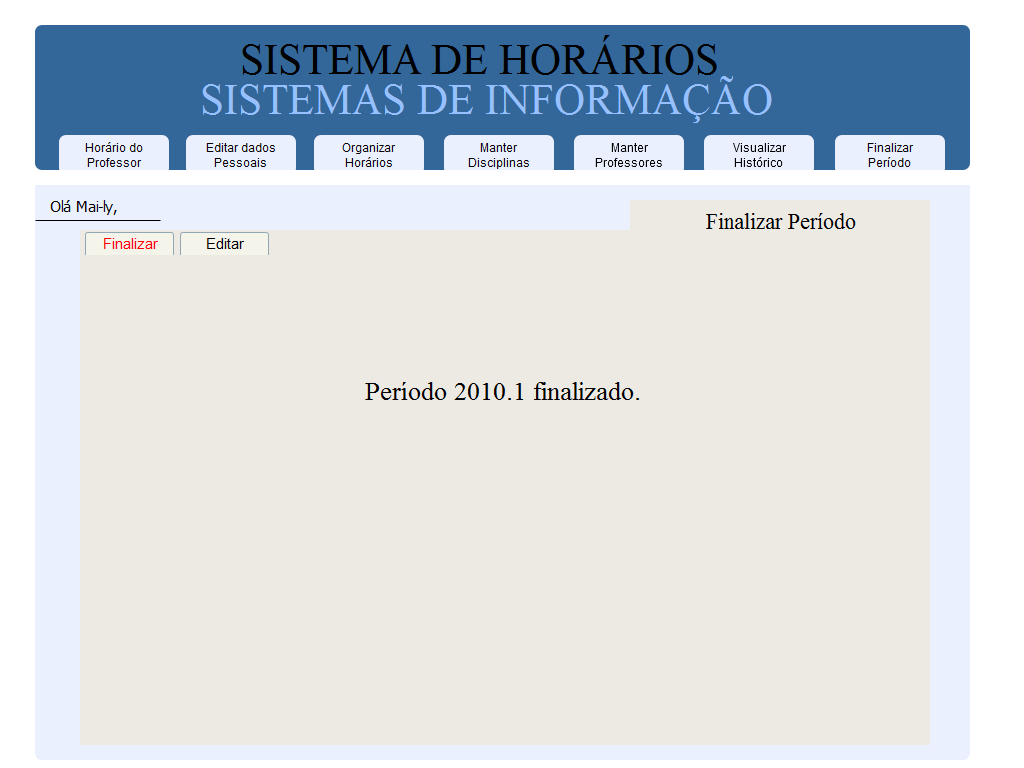 SISTEMA DE HORÁRIOS
SISTEMAS DE INFORMAÇÃO
Horário do
Professor
Editar dados
Pessoais
Organizar
Horários
Manter
Disciplinas
Manter
Professores
Visualizar
Histórico
Finalizar
Período
Olá Mai-ly,
Finalizar Período
Finalizar
Editar
Período 2010.1 finalizado.